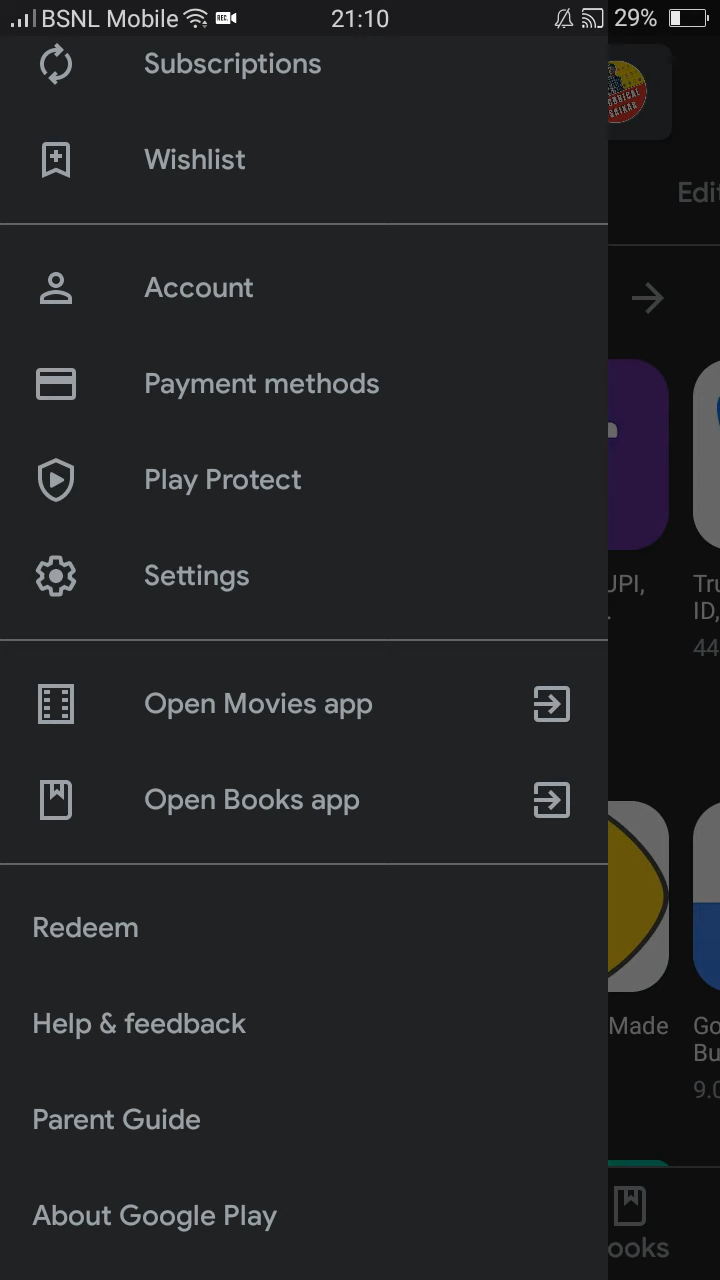 BSNL Mobile REC. 21:10 29%
Subscriptions
Wishlist
Account
Payment methods
Play Protect
Settings
Open Movies app
Open Books app
Redeem
Help & feedback
Parent Guide
About Google Play
Edit
UPI,
.
Tru
ID,
44
Made
Go
Bu
9.0
ooks